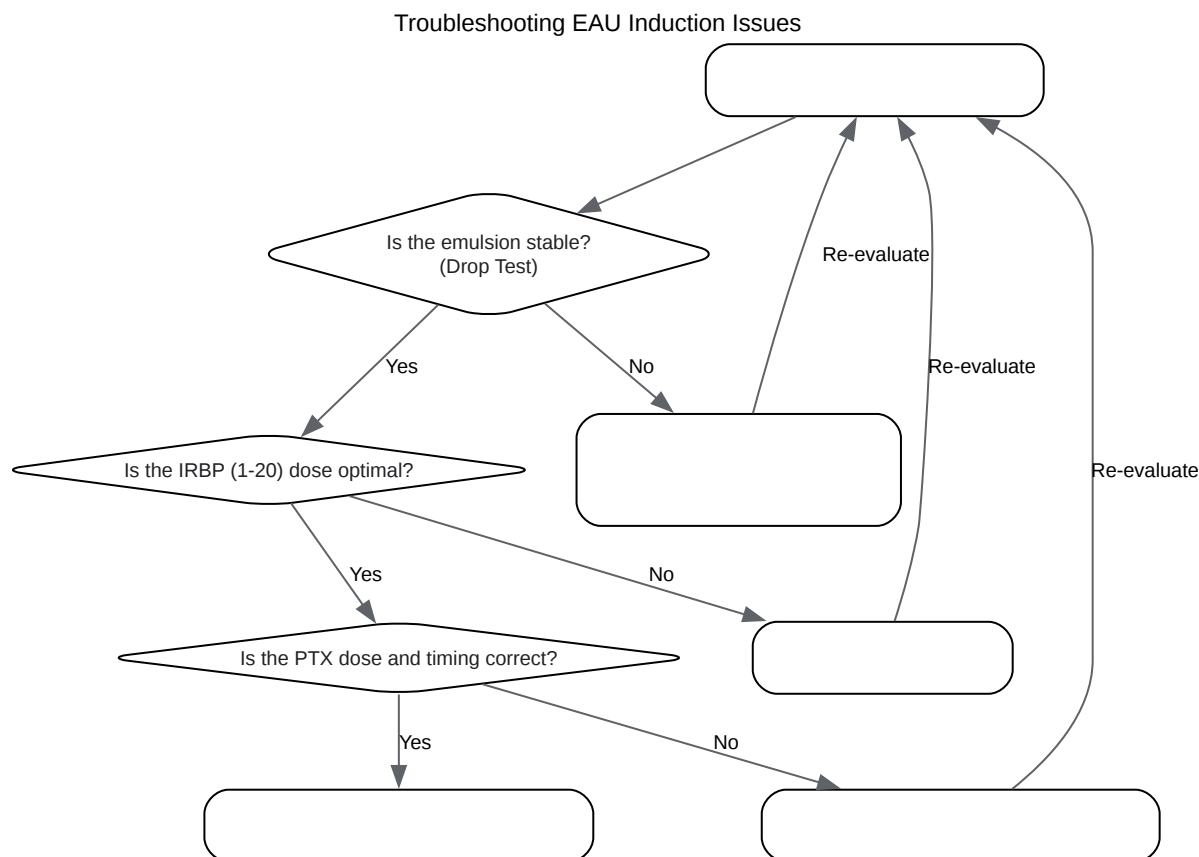 Troubleshooting EAU Induction Issues
Is the emulsion stable?
(Drop Test)
Re-evaluate
Yes
No
Re-evaluate
Is the IRBP (1-20) dose optimal?
Re-evaluate
Yes
No
Is the PTX dose and timing correct?
Yes
No